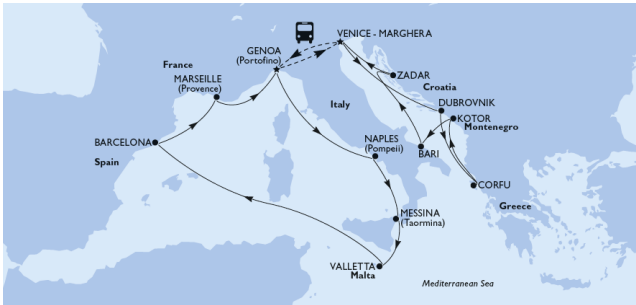 VENICE - MARGHERA
GENOA
(Portofino)
France
MARSEILLE
(Provence)
ZADAR
Croatia
Italy
DUBROVNIK
KOTOR
Montenegro
BARCELONA
Spain
NAPLES
(Pompeii)
BARI
CORFU
Greece
MESSINA
(Taormina)
VALLETTA
Malta
Mediterranean Sea